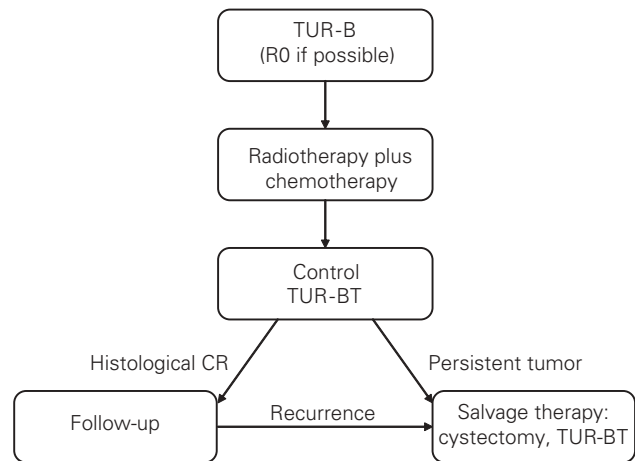 TUR-B
(R0 if possible)
Radiotherapy plus
chemotherapy
Control
TUR-BT
Histological CR
Persistent tumor
Follow-up
Recurrence
Salvage therapy:
cystectomy, TUR-BT